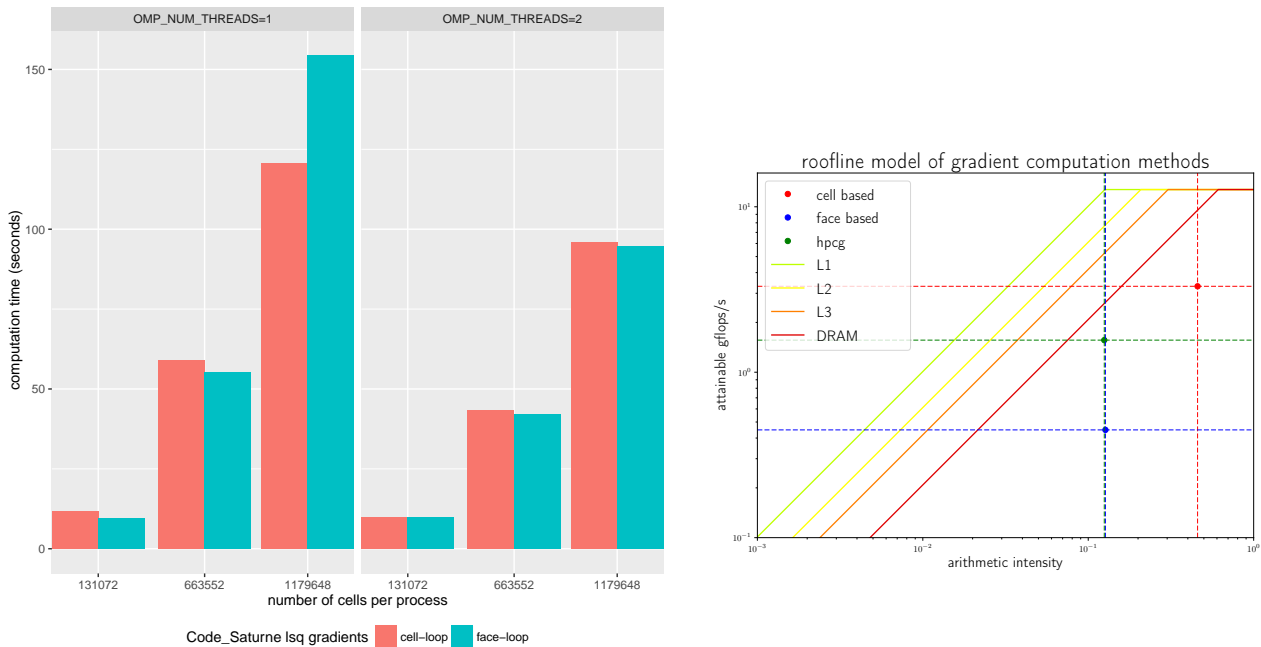 OMP_NUM_THREADS=1
OMP_NUM_THREADS=2
computation time (seconds)
150
100
50
0
131072
663552
1179648
131072
663552
1179648
number of cells per process
Code_Saturne lsq gradients
cell−loop
face−loop
roofline model of gradient computation methods
attainable gflops/s
10¹
10⁰
10⁻¹
cell based
face based
hpcg
L1
L2
L3
DRAM
10⁻³
10⁻²
10⁻¹
10⁰
arithmetic intensity